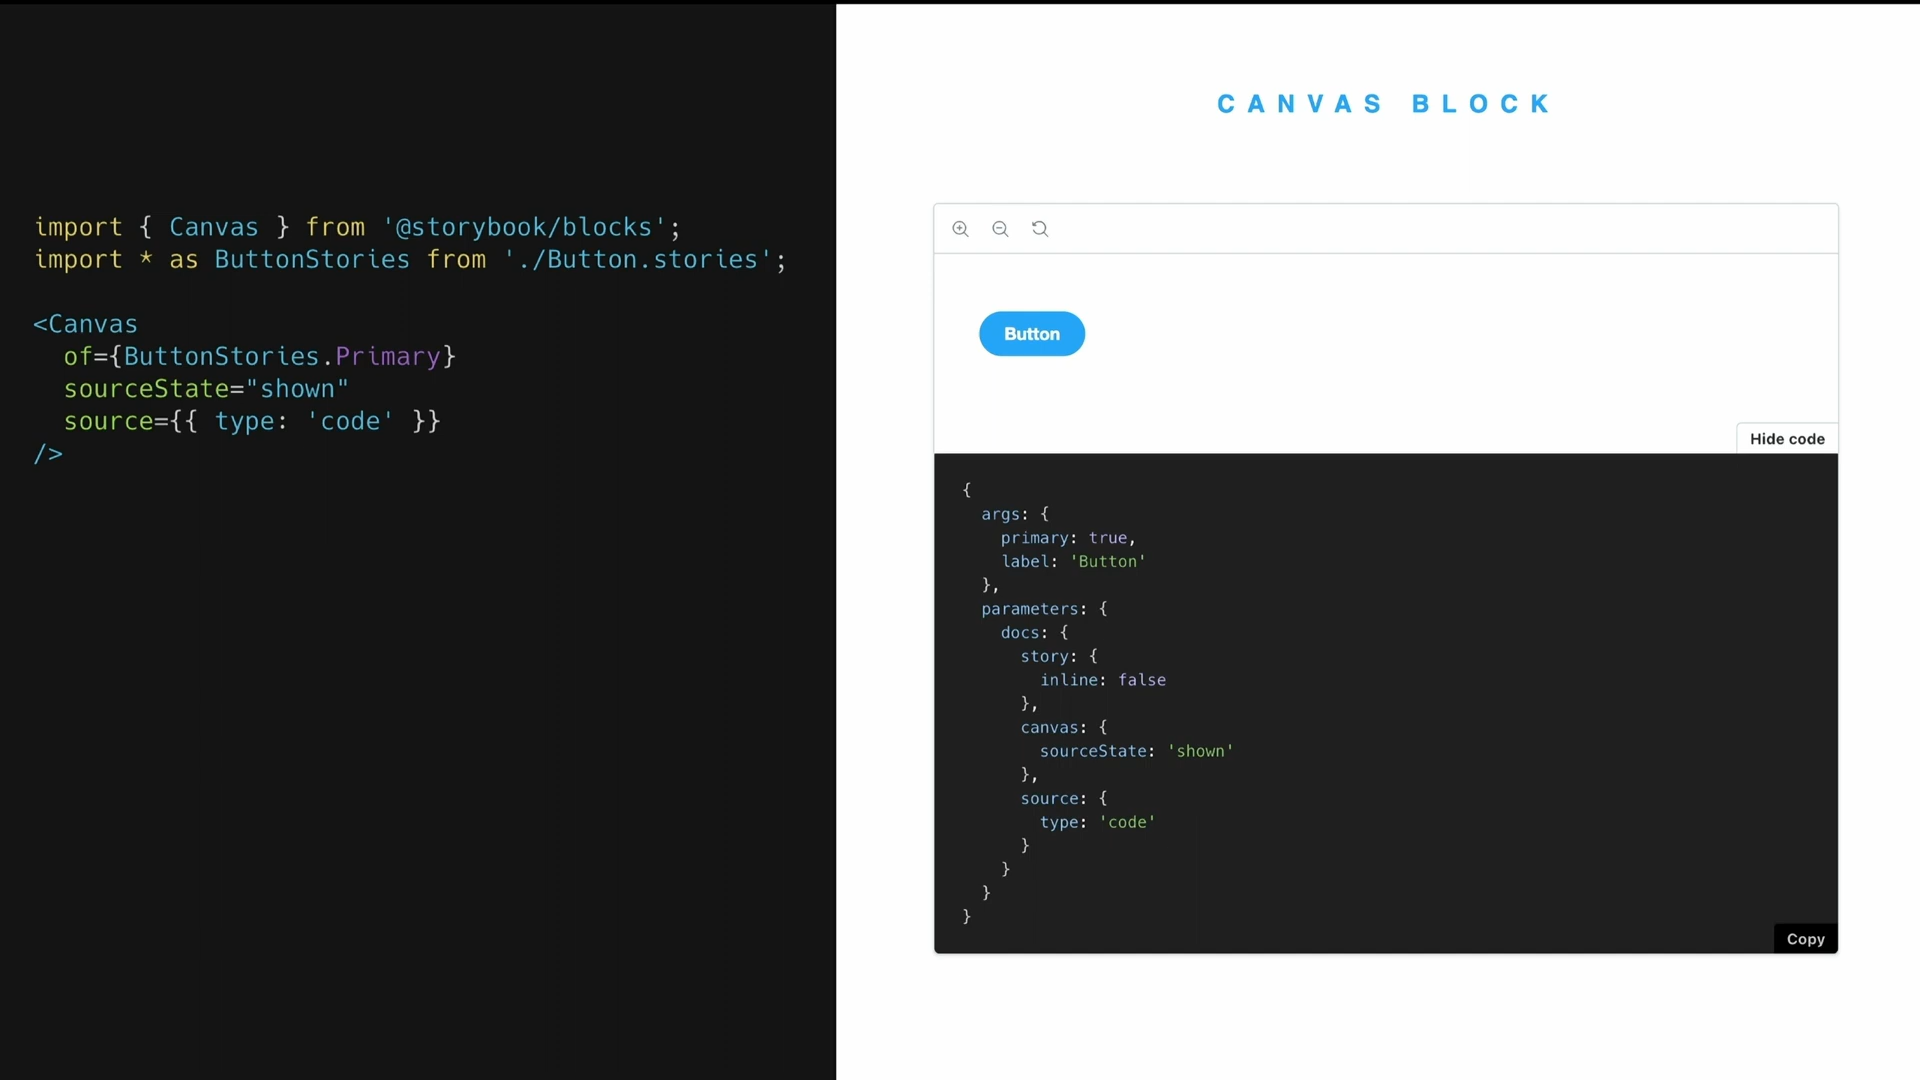 import { Canvas } from '@storybook/blocks';
import * as ButtonStories from './Button.stories';
<Canvas
  of={ButtonStories.Primary}
  sourceState="shown"
  source={{ type: 'code' }}
/>
CANVAS BLOCK
Button
Hide code
{
  args: {
    primary: true,
    label: 'Button'
  },
  parameters: {
    docs: {
      story: {
        inline: false
      },
      canvas: {
        sourceState: 'shown'
      },
      source: {
        type: 'code'
      }
    }
  }
}
Copy